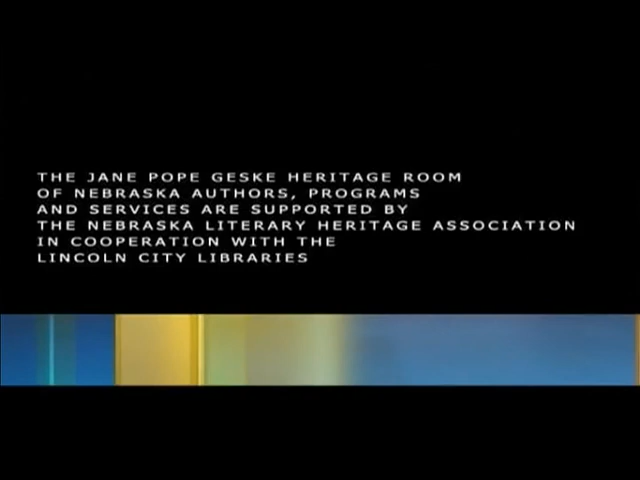 THE JANE POPE GESKE HERITAGE ROOM
OF NEBRASKA AUTHORS, PROGRAMS
AND SERVICES ARE SUPPORTED BY
THE NEBRASKA LITERARY HERITAGE ASSOCIATION
IN COOPERATION WITH THE
LINCOLN CITY LIBRARIES